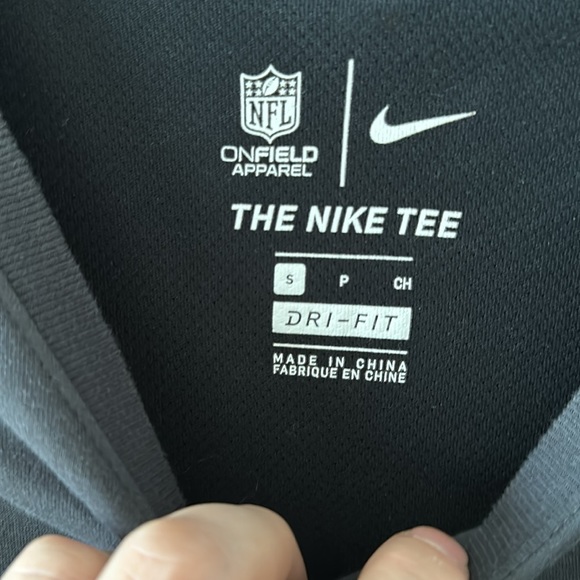 NFL
ONFIELD
APPAREL
THE NIKE TEE
S P CH
DRI-FIT
MADE IN CHINA
FABRIQUE EN CHINE